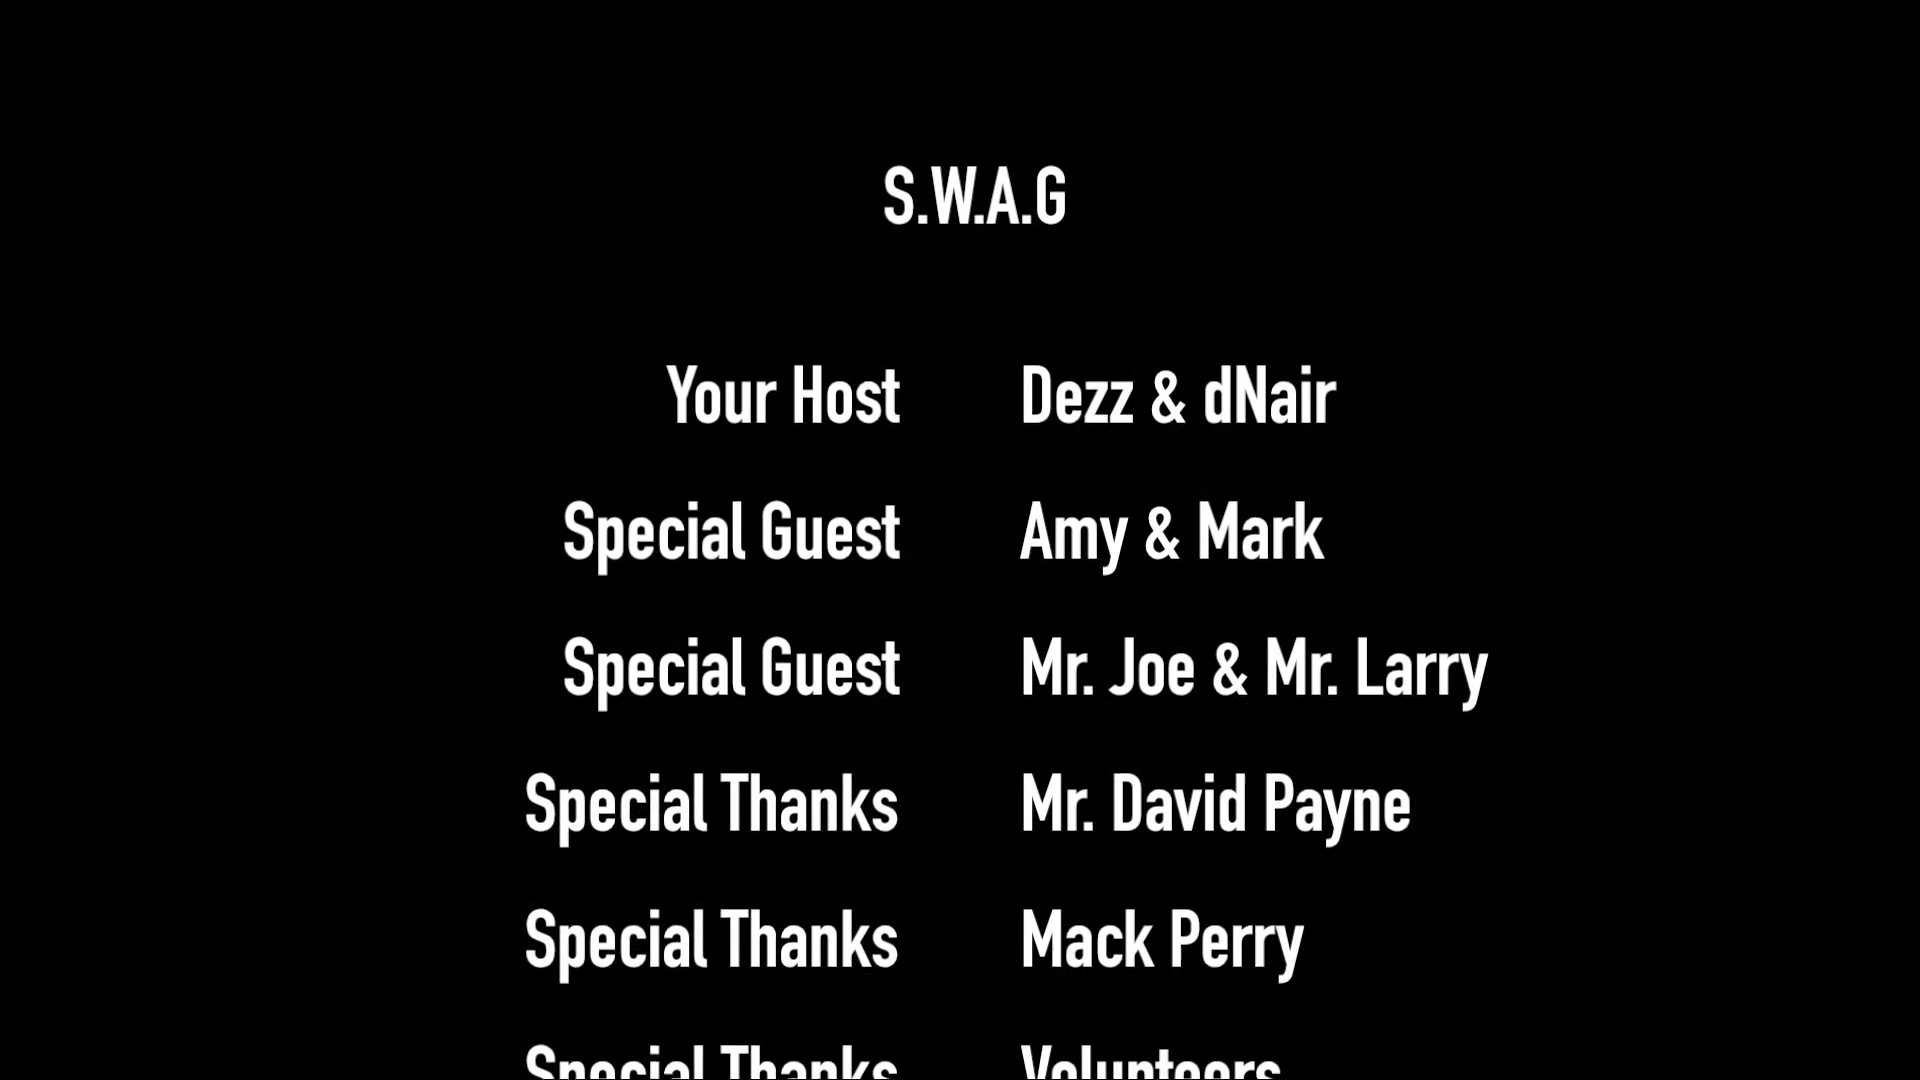 S.W.A.G
Your Host Dezz & dNair
Special Guest Amy & Mark
Special Guest Mr. Joe & Mr. Larry
Special Thanks Mr. David Payne
Special Thanks Mack Perry
Special Thanks Volunteers